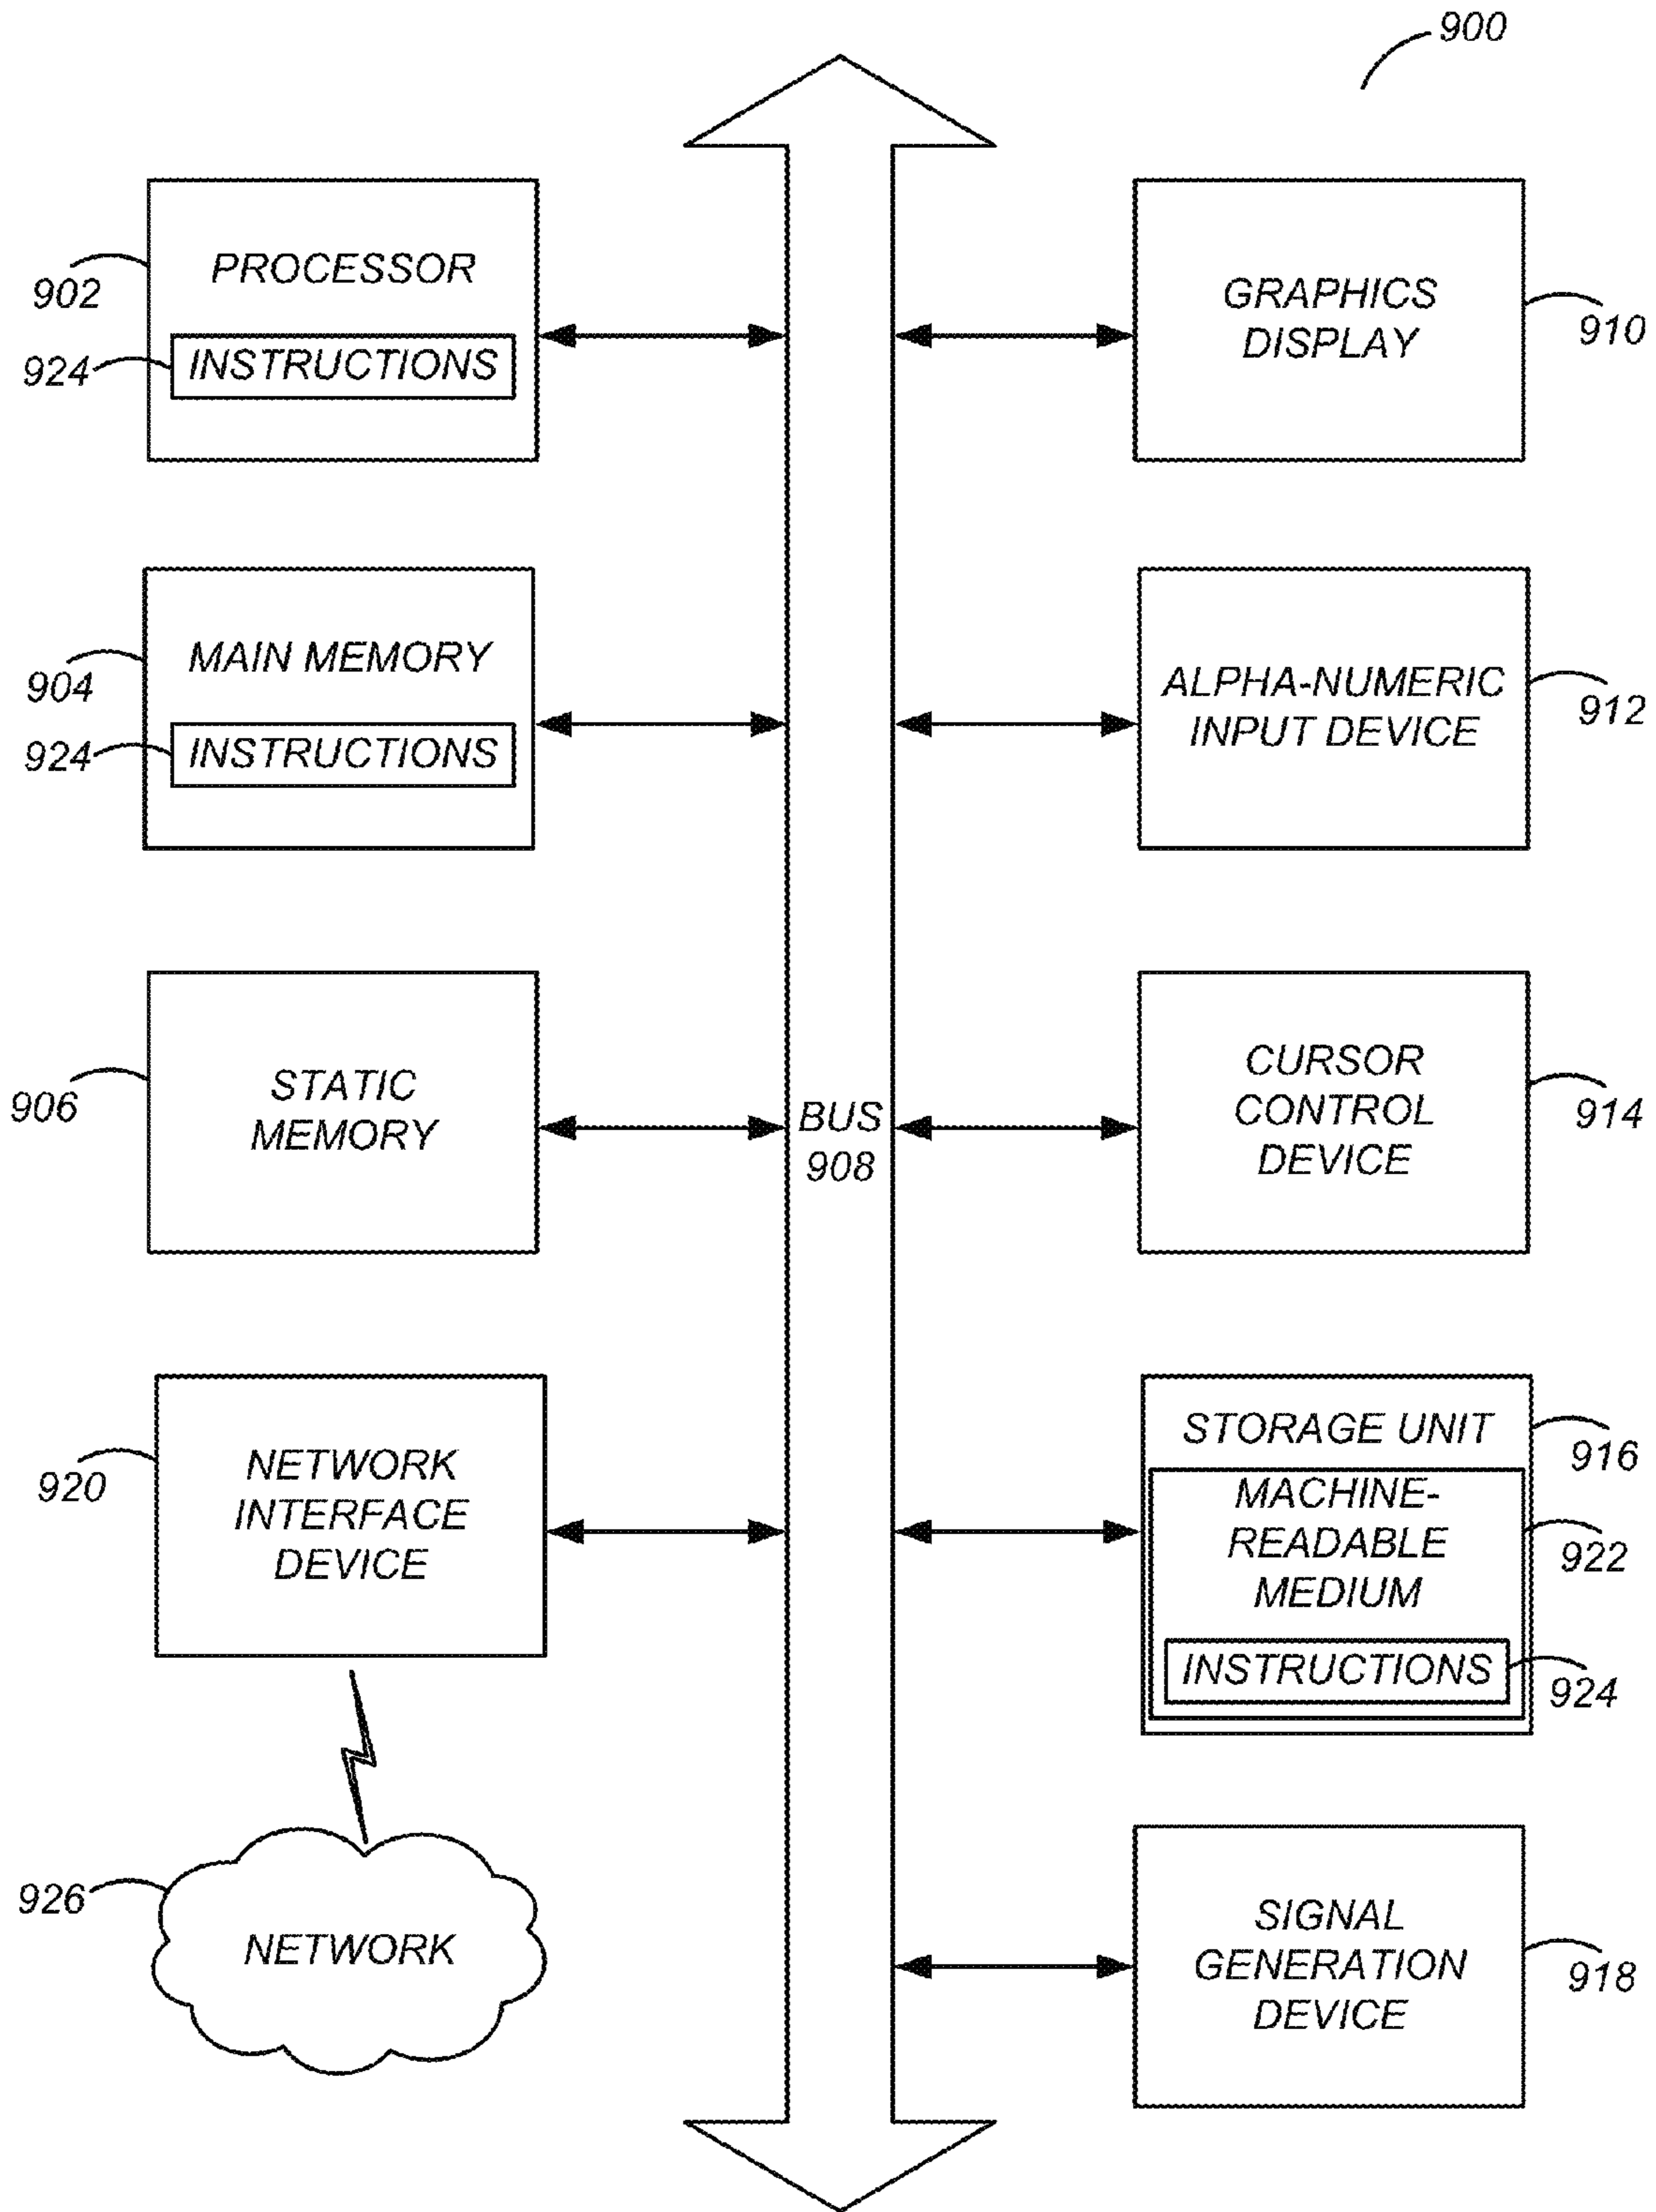 900
PROCESSOR
902
924
INSTRUCTIONS
GRAPHICS
DISPLAY
910
MAIN MEMORY
904
924
INSTRUCTIONS
ALPHA-NUMERIC
INPUT DEVICE
912
STATIC
MEMORY
906
BUS
908
CURSOR
CONTROL
DEVICE
914
NETWORK
INTERFACE
DEVICE
920
STORAGE UNIT
916
MACHINE-
READABLE
MEDIUM
922
INSTRUCTIONS
924
926
NETWORK
SIGNAL
GENERATION
DEVICE
918